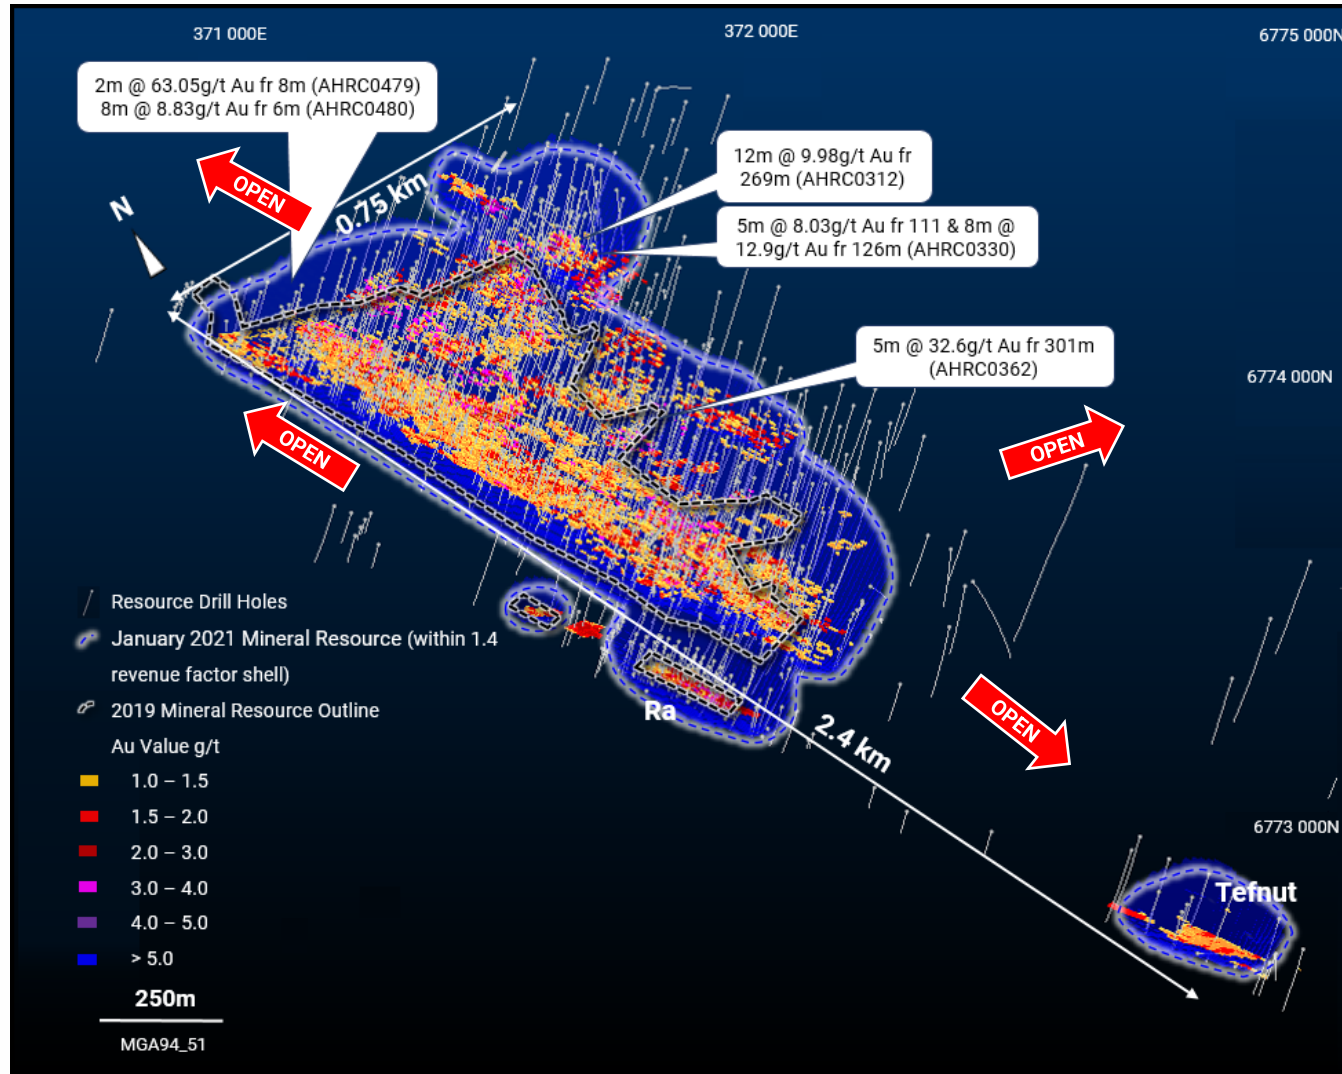 371 000E
372 000E
6775 000N
2m @ 63.05g/t Au fr 8m (AHRC0479)
8m @ 8.83g/t Au fr 6m (AHRC0480)
12m @ 9.98g/t Au fr
269m (AHRC0312)
OPEN
0.75 km
N
5m @ 8.03g/t Au fr 111 & 8m @
12.9g/t Au fr 126m (AHRC0330)
5m @ 32.6g/t Au fr 301m
(AHRC0362)
6774 000N
OPEN
OPEN
Resource Drill Holes
January 2021 Mineral Resource (within 1.4
revenue factor shell)
2019 Mineral Resource Outline
Au Value g/t
1.0 – 1.5
1.5 – 2.0
2.0 – 3.0
3.0 – 4.0
4.0 – 5.0
> 5.0
250m
MGA94_51
Ra
OPEN
2.4 km
6773 000N
Tefnut